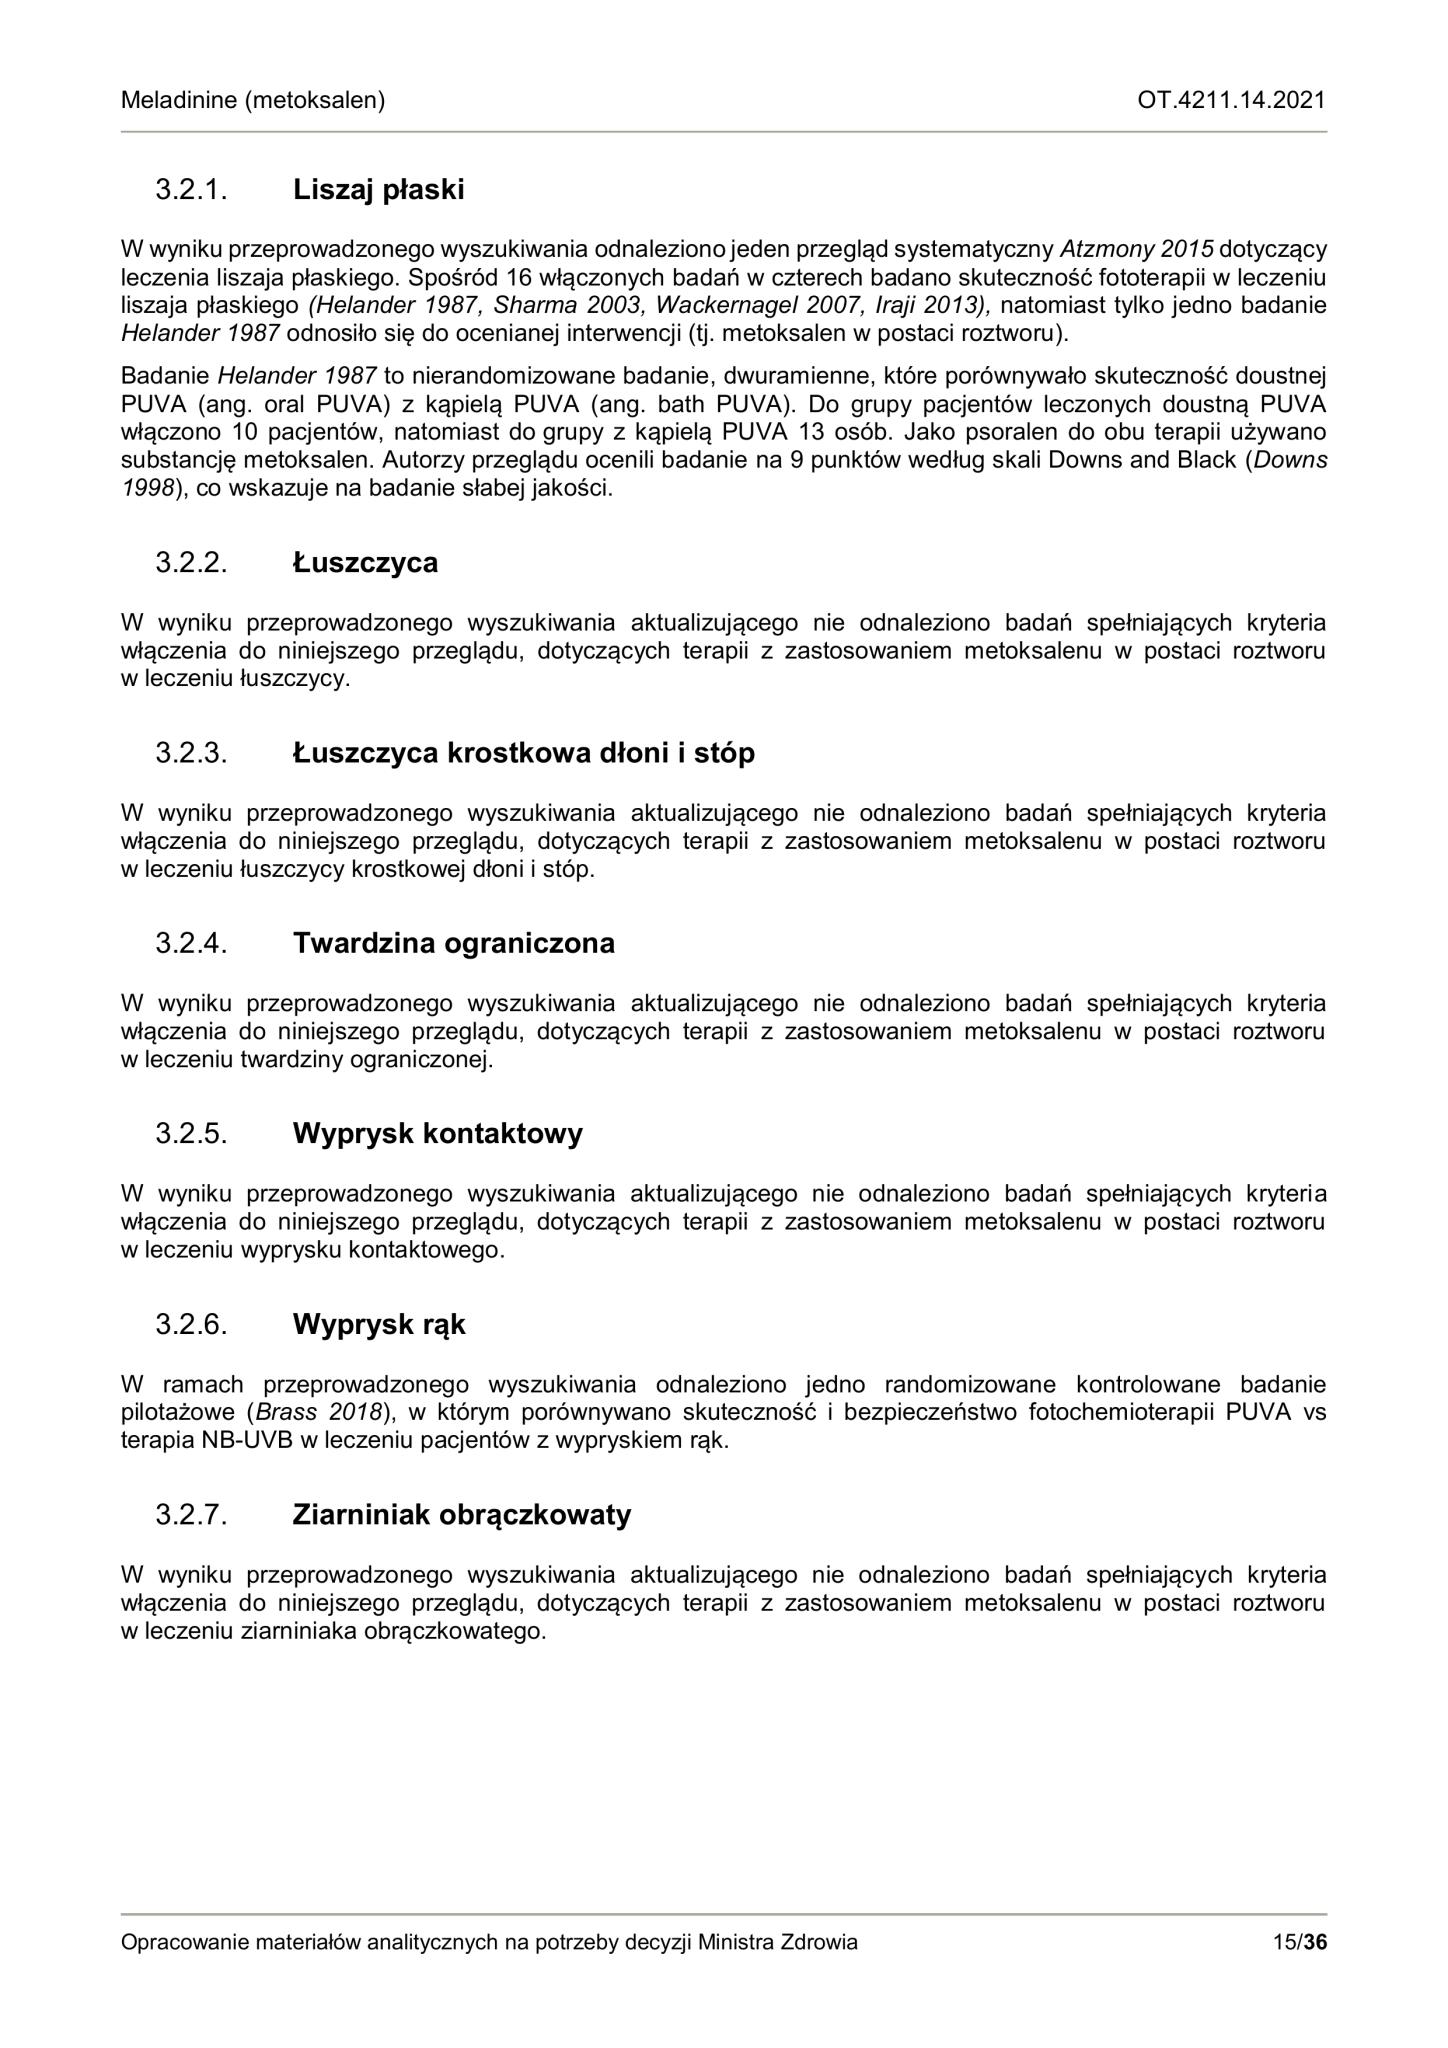 Meladinine (metoksalen) OT.4211.14.2021
3.2.1. Liszaj płaski
W wyniku przeprowadzonego wyszukiwania odnaleziono jeden przegląd systematyczny Atzmony 2015 dotyczący
leczenia liszaja płaskiego. Spośród 16 włączonych badań w czterech badano skuteczność fototerapii w leczeniu
liszaja płaskiego (Helander 1987, Sharma 2003, Wackernagel 2007, Iraji 2013), natomiast tylko jedno badanie
Helander 1987 odnosiło się do ocenianej interwencji (tj. metoksalen w postaci roztworu).
Badanie Helander 1987 to nierandomizowane badanie, dwuramienne, które porównywało skuteczność doustnej
PUVA (ang. oral PUVA) z kąpielą PUVA (ang. bath PUVA). Do grupy pacjentów leczonych doustną PUVA
włączono 10 pacjentów, natomiast do grupy z kąpielą PUVA 13 osób. Jako psoralen do obu terapii używano
substancję metoksalen. Autorzy przeglądu ocenili badanie na 9 punktów według skali Downs and Black (Downs
1998), co wskazuje na badanie słabej jakości.
3.2.2. Łuszczyca
W wyniku przeprowadzonego wyszukiwania aktualizującego nie odnaleziono badań spełniających kryteria
włączenia do niniejszego przeglądu, dotyczących terapii z zastosowaniem metoksalenu w postaci roztworu
w leczeniu łuszczycy.
3.2.3. Łuszczyca krostkowa dłoni i stóp
W wyniku przeprowadzonego wyszukiwania aktualizującego nie odnaleziono badań spełniających kryteria
włączenia do niniejszego przeglądu, dotyczących terapii z zastosowaniem metoksalenu w postaci roztworu
w leczeniu łuszczycy krostkowej dłoni i stóp.
3.2.4. Twardzina ograniczona
W wyniku przeprowadzonego wyszukiwania aktualizującego nie odnaleziono badań spełniających kryteria
włączenia do niniejszego przeglądu, dotyczących terapii z zastosowaniem metoksalenu w postaci roztworu
w leczeniu twardziny ograniczonej.
3.2.5. Wyprysk kontaktowy
W wyniku przeprowadzonego wyszukiwania aktualizującego nie odnaleziono badań spełniających kryteria
włączenia do niniejszego przeglądu, dotyczących terapii z zastosowaniem metoksalenu w postaci roztworu
w leczeniu wyprysku kontaktowego.
3.2.6. Wyprysk rąk
W ramach przeprowadzonego wyszukiwania odnaleziono jedno randomizowane kontrolowane badanie
pilotażowe (Brass 2018), w którym porównywano skuteczność i bezpieczeństwo fotochemioterapii PUVA vs
terapia NB-UVB w leczeniu pacjentów z wypryskiem rąk.
3.2.7. Ziarniniak obrączkowaty
W wyniku przeprowadzonego wyszukiwania aktualizującego nie odnaleziono badań spełniających kryteria
włączenia do niniejszego przeglądu, dotyczących terapii z zastosowaniem metoksalenu w postaci roztworu
w leczeniu ziarniniaka obrączkowatego.
Opracowanie materiałów analitycznych na potrzeby decyzji Ministra Zdrowia 15/36